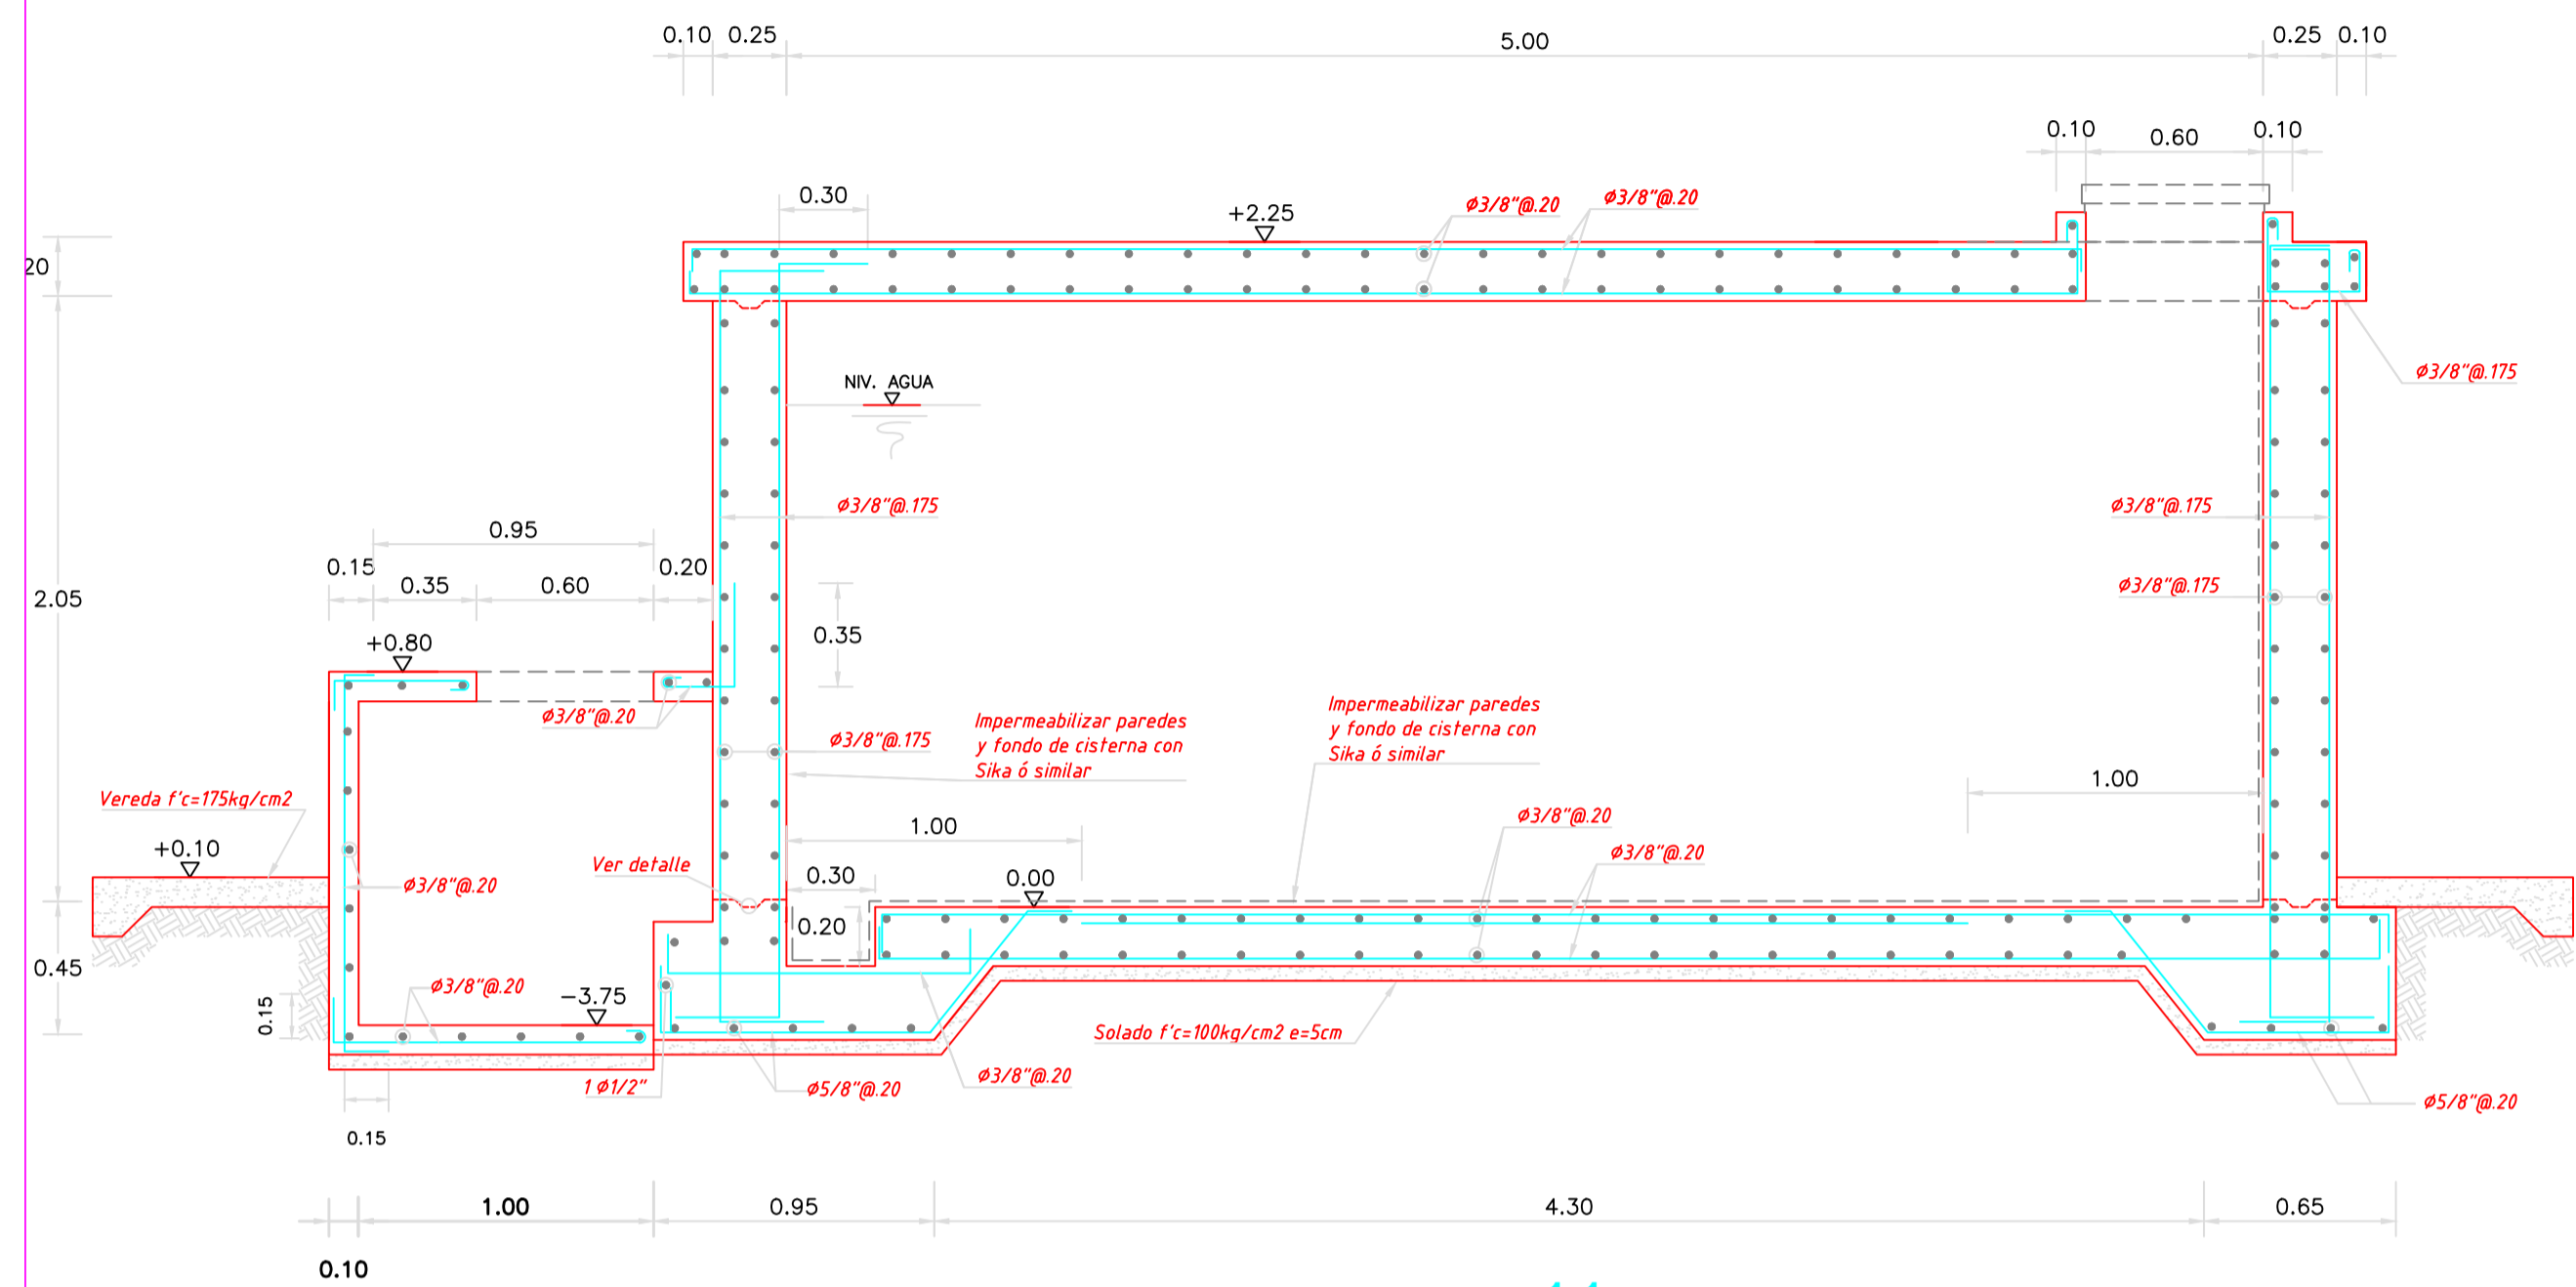 0.10 0.25 5.00 0.25 0.10
0.10 0.60 0.10
0.30
+2.25
Ø3/8"@.20
Ø3/8"@.20
20
Ø3/8"@.175
NIV. AGUA
Ø3/8"@.175
Ø3/8"@.175
0.95
0.15 0.35 0.60 0.20
2.05
Ø3/8"@.175
0.35
+0.80
Ø3/8"@.20
Ø3/8"@.175
Impermeabilizar paredes
y fondo de cisterna con
Sika ó similar
Impermeabilizar paredes
y fondo de cisterna con
Sika ó similar
1.00
Vereda f'c=175kg/cm2
+0.10
1.00
Ø3/8"@.20
Ø3/8"@.20
Ver detalle
0.30
0.00
Ø3/8"@.20
0.20
0.45
0.15
Ø3/8"@.20
-3.75
Solado f'c=100kg/cm2 e=5cm
1 Ø1/2"
Ø5/8"@.20
Ø3/8"@.20
Ø5/8"@.20
0.15
1.00 0.95 4.30 0.65
0.10